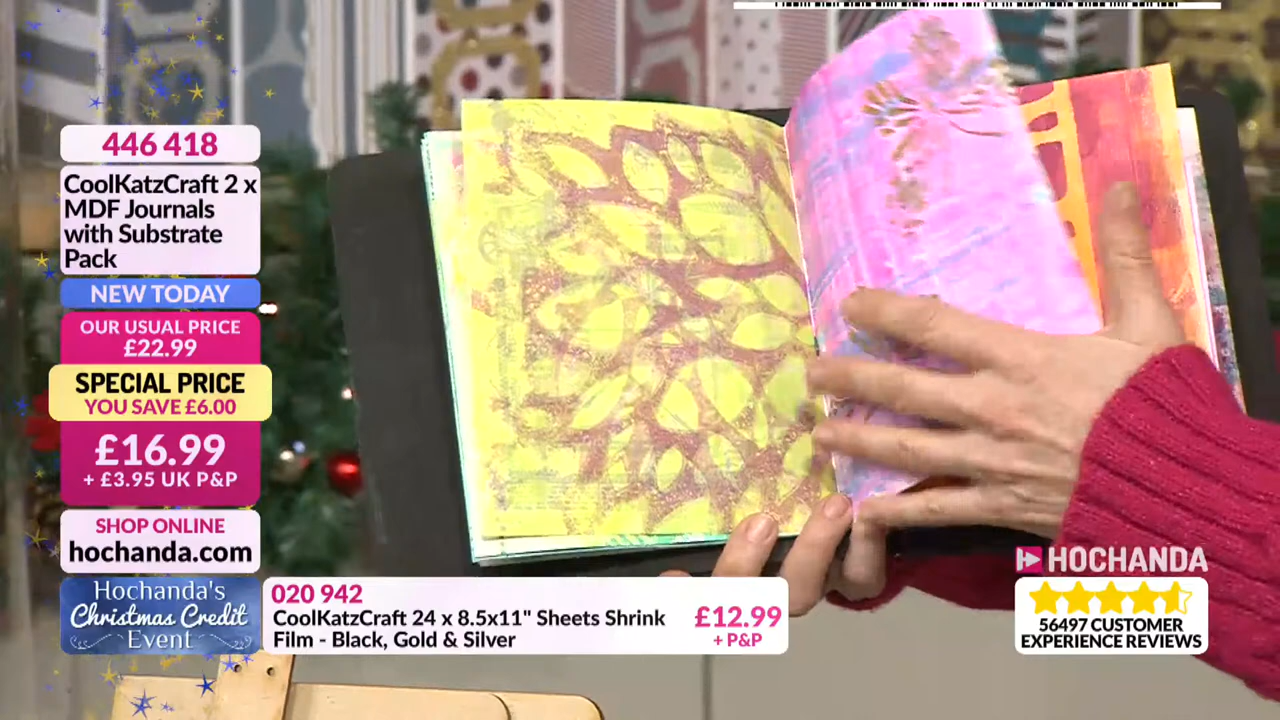 446 418
CoolKatzCraft 2 x
MDF Journals
with Substrate
Pack
NEW TODAY
OUR USUAL PRICE
£22.99
SPECIAL PRICE
YOU SAVE £6.00
£16.99
+ £3.95 UK P&P
SHOP ONLINE
hochanda.com
Hochanda's
Christmas Credit
Event
020 942
CoolKatzCraft 24 x 8.5x11" Sheets Shrink
Film - Black, Gold & Silver
£12.99
+ P&P
HOCHANDA
56497 CUSTOMER
EXPERIENCE REVIEWS